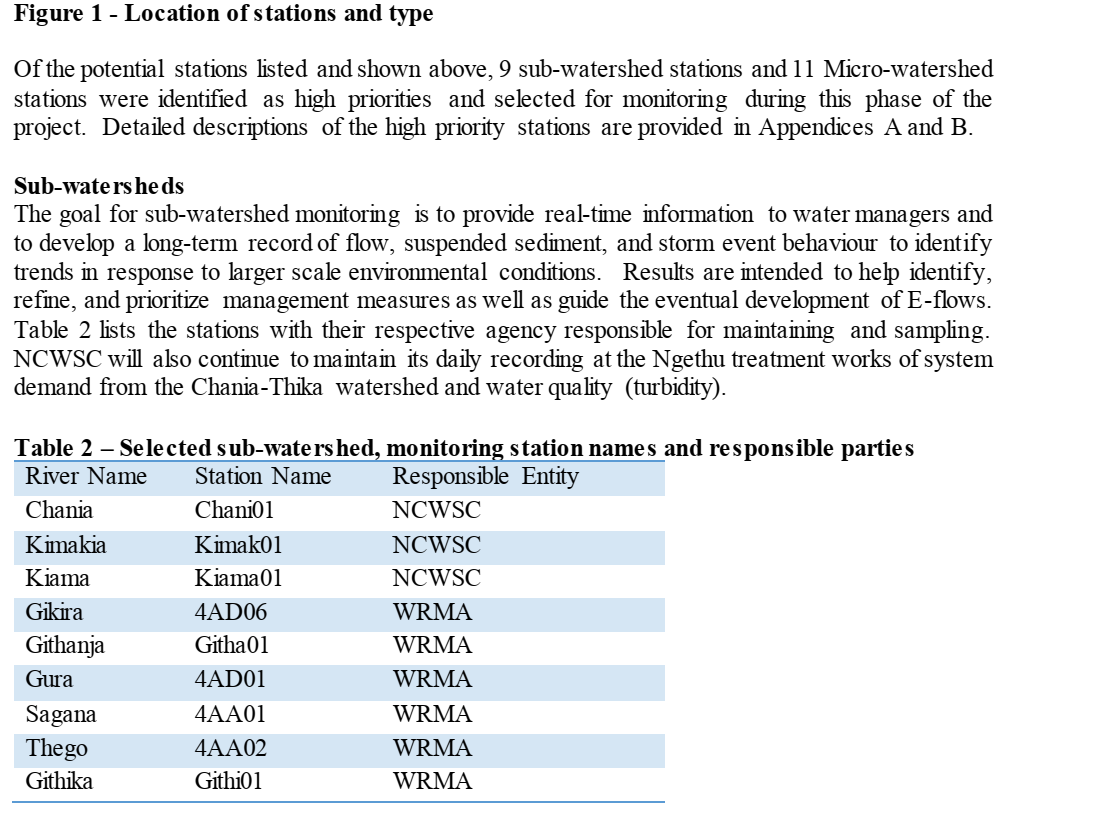 Figure 1 - Location of stations and type
Of the potential stations listed and shown above, 9 sub-watershed stations and 11 Micro-watershed
stations were identified as high priorities and selected for monitoring during this phase of the
project. Detailed descriptions of the high priority stations are provided in Appendices A and B.
Sub-watersheds
The goal for sub-watershed monitoring is to provide real-time information to water managers and
to develop a long-term record of flow, suspended sediment, and storm event behaviour to identify
trends in response to larger scale environmental conditions. Results are intended to help identify,
refine, and prioritize management measures as well as guide the eventual development of E-flows.
Table 2 lists the stations with their respective agency responsible for maintaining and sampling.
NCWSC will also continue to maintain its daily recording at the Ngethu treatment works of system
demand from the Chania-Thika watershed and water quality (turbidity).
Table 2 – Selected sub-watershed, monitoring station names and responsible parties
River Name Station Name Responsible Entity
Chania Chani01 NCWSC
Kimakia Kimak01 NCWSC
Kiama Kiama01 NCWSC
Gikira 4AD06 WRMA
Githanja Githa01 WRMA
Gura 4AD01 WRMA
Sagana 4AA01 WRMA
Thego 4AA02 WRMA
Githika Githi01 WRMA